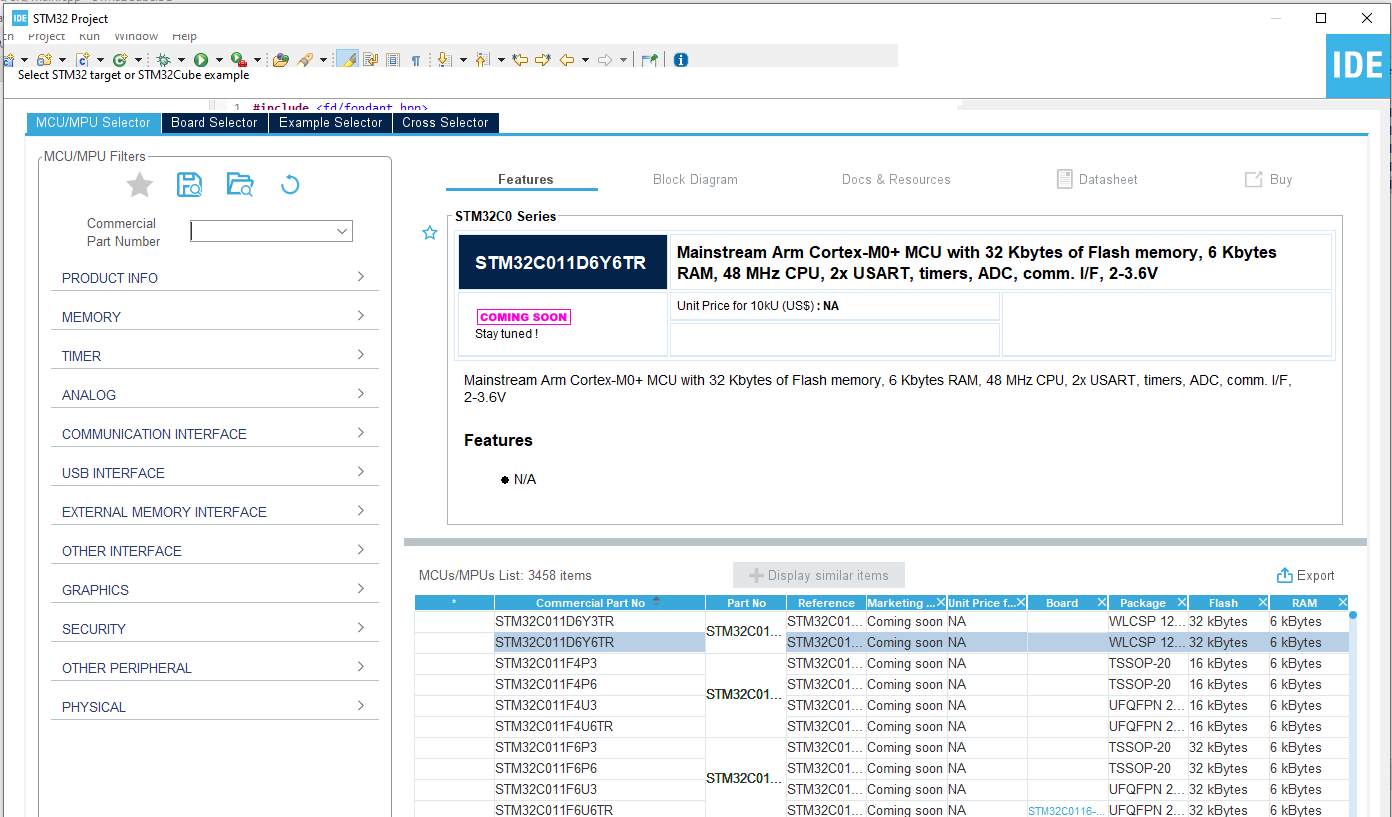 IDE STM32 Project
Project Run Window Help
Select STM32 target or STM32Cube example
IDE
1 #include <fd/fondant.hpp>
MCU/MPU Selector Board Selector Example Selector Cross Selector
MCU/MPU Filters
Commercial
Part Number
PRODUCT INFO
MEMORY
TIMER
ANALOG
COMMUNICATION INTERFACE
USB INTERFACE
EXTERNAL MEMORY INTERFACE
OTHER INTERFACE
GRAPHICS
SECURITY
OTHER PERIPHERAL
PHYSICAL
Features Block Diagram Docs & Resources Datasheet Buy
STM32C0 Series
STM32C011D6Y6TR
Mainstream Arm Cortex-M0+ MCU with 32 Kbytes of Flash memory, 6 Kbytes
RAM, 48 MHz CPU, 2x USART, timers, ADC, comm. I/F, 2-3.6V
COMING SOON
Stay tuned !
Unit Price for 10kU (US$) : NA
Mainstream Arm Cortex-M0+ MCU with 32 Kbytes of Flash memory, 6 Kbytes RAM, 48 MHz CPU, 2x USART, timers, ADC, comm. I/F,
2-3.6V
Features
● N/A
MCUs/MPUs List: 3458 items Display similar items Export
* Commercial Part No Part No Reference Marketing ... Unit Price f... Board Package Flash RAM
STM32C011D6Y3TR STM32C01... STM32C01... Coming soon NA WLCSP 12... 32 kBytes 6 kBytes
STM32C011D6Y6TR STM32C01... Coming soon NA WLCSP 12... 32 kBytes 6 kBytes
STM32C011F4P3 STM32C01... Coming soon NA TSSOP-20 16 kBytes 6 kBytes
STM32C011F4P6 STM32C01... STM32C01... Coming soon NA TSSOP-20 16 kBytes 6 kBytes
STM32C011F4U3 STM32C01... Coming soon NA UFQFPN 2... 16 kBytes 6 kBytes
STM32C011F4U6TR STM32C01... Coming soon NA UFQFPN 2... 16 kBytes 6 kBytes
STM32C011F6P3 STM32C01... Coming soon NA TSSOP-20 32 kBytes 6 kBytes
STM32C011F6P6 STM32C01... STM32C01... Coming soon NA TSSOP-20 32 kBytes 6 kBytes
STM32C011F6U3 STM32C01... Coming soon NA UFQFPN 2... 32 kBytes 6 kBytes
STM32C011F6U6TR STM32C01... Coming soon NA STM32C0116-... UFQFPN 2... 32 kBytes 6 kBytes